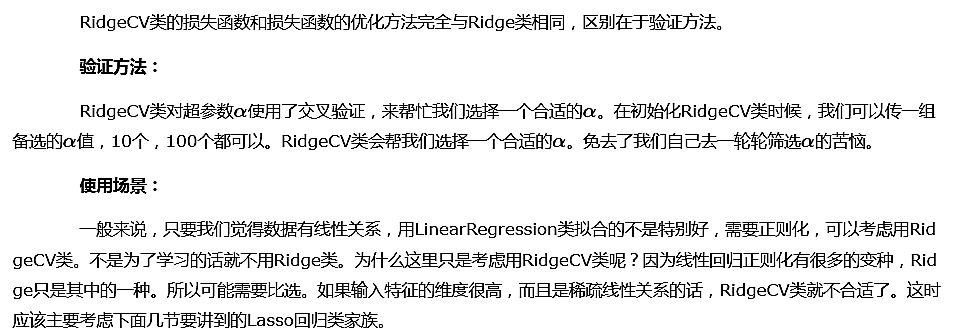 RidgeCV类的损失函数和损失函数的优化方法完全与Ridge类相同，区别在于验证方法。
验证方法：
RidgeCV类对超参数α使用了交叉验证，来帮忙我们选择一个合适的α。在初始化RidgeCV类时候，我们可以传一组
备选的α值，10个，100个都可以。RidgeCV类会帮我们选择一个合适的α。免去了我们自己去一轮轮筛选α的苦恼。
使用场景：
一般来说，只要我们觉得数据有线性关系，用LinearRegression类拟合的不是特别好，需要正则化，可以考虑用Rid
geCV类。不是为了学习的话就不用Ridge类。为什么这里只是考虑用RidgeCV类呢？因为线性回归正则化有很多的变种，Rid
ge只是其中的一种。所以可能需要比选。如果输入特征的维度很高，而且是稀疏线性关系的话，RidgeCV类就不合适了。这时
应该主要考虑下面几节要讲到的Lasso回归类家族。